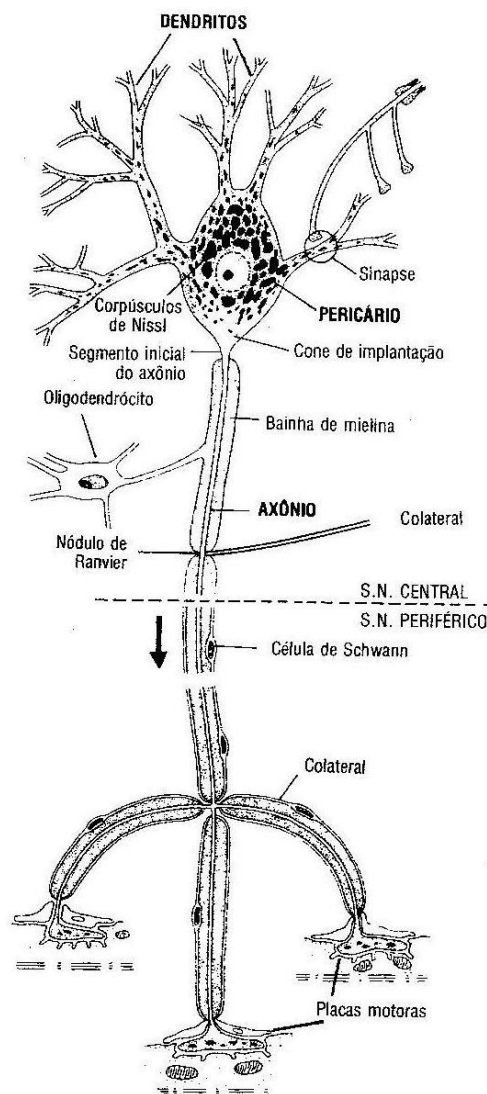 DENDRITOS
Sinapse
Corpúsculos
de Nissl
PERICÁRIO
Segmento inicial
do axônio
Cone de implantação
Oligodendrócito
Bainha de mielina
AXÔNIO
Colateral
Nódulo de
Ranvier
S.N. CENTRAL
S.N. PERIFÉRICO
Célula de Schwann
Colateral
Placas motoras